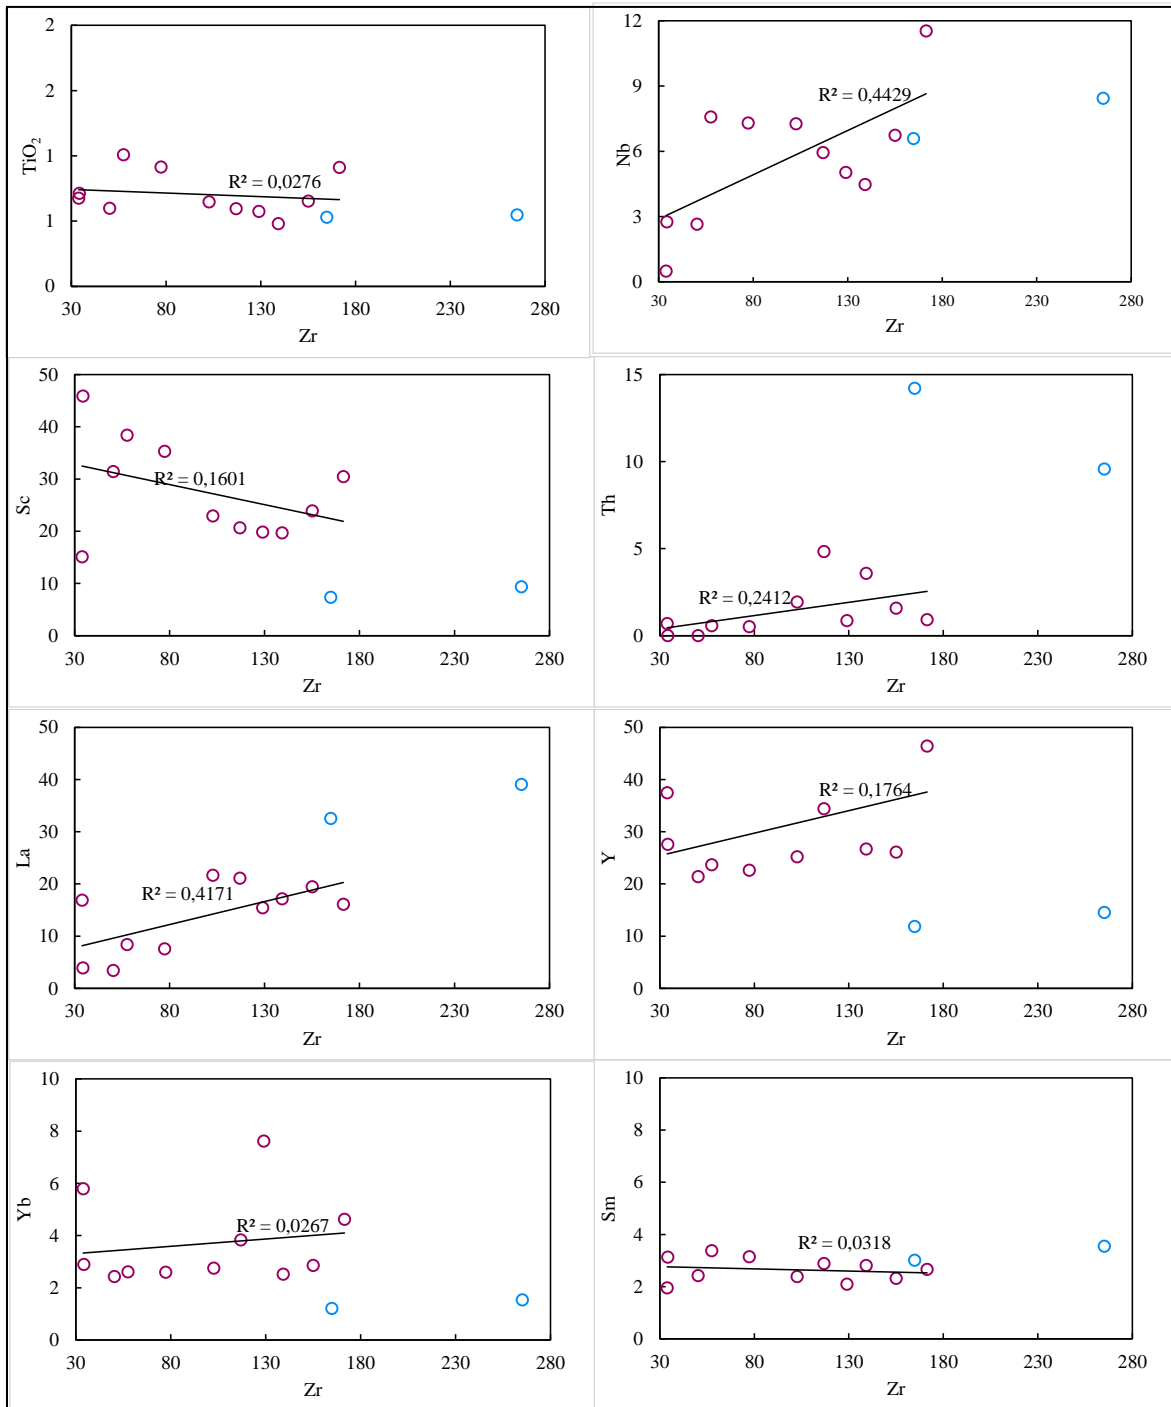 2
2
1
1
0
TiO2
R² = 0,0276
30 80 130 180 230 280
Zr
12
9
6
3
0
Nb
R² = 0,4429
30 80 130 180 230 280
Zr
50
40
30
20
10
0
Sc
R² = 0,1601
30 80 130 180 230 280
Zr
15
10
5
0
Th
R² = 0,2412
30 80 130 180 230 280
Zr
50
40
30
20
10
0
La
R² = 0,4171
30 80 130 180 230 280
Zr
50
40
30
20
10
0
Y
R² = 0,1764
30 80 130 180 230 280
Zr
10
8
6
4
2
0
Yb
R² = 0,0267
30 80 130 180 230 280
Zr
10
8
6
4
2
0
Sm
R² = 0,0318
30 80 130 180 230 280
Zr